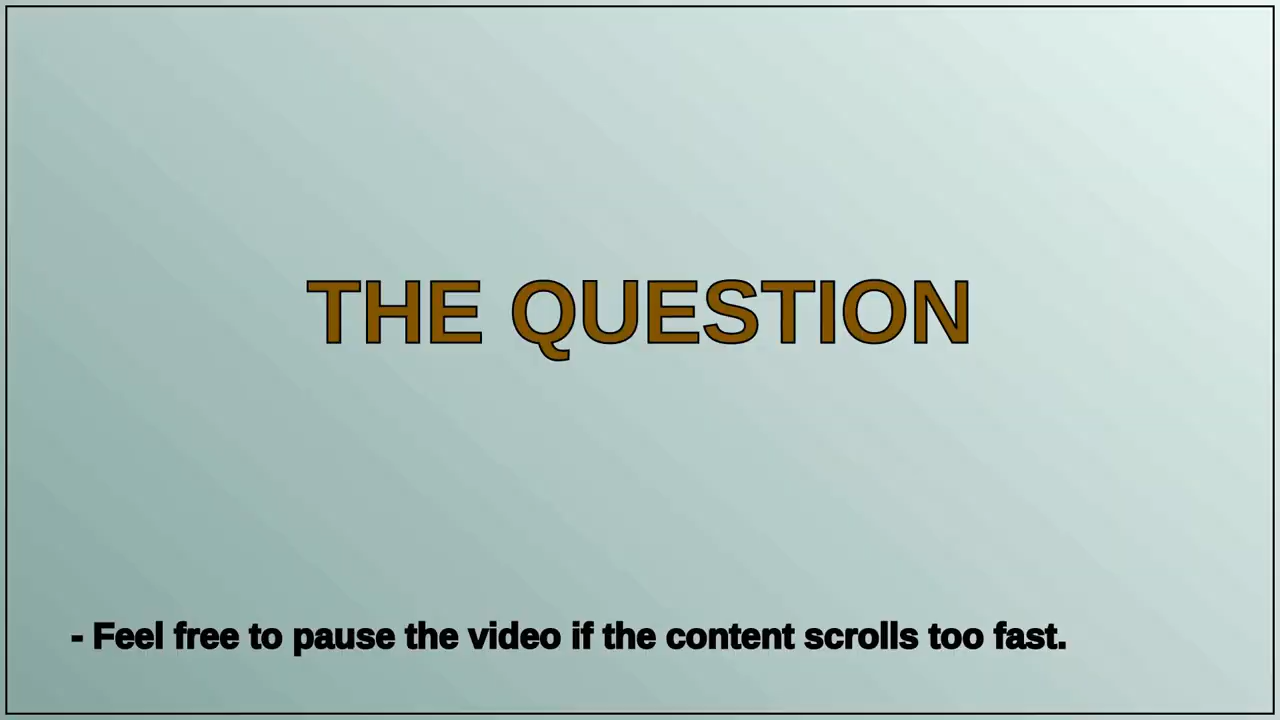 THE QUESTION
- Feel free to pause the video if the content scrolls too fast.